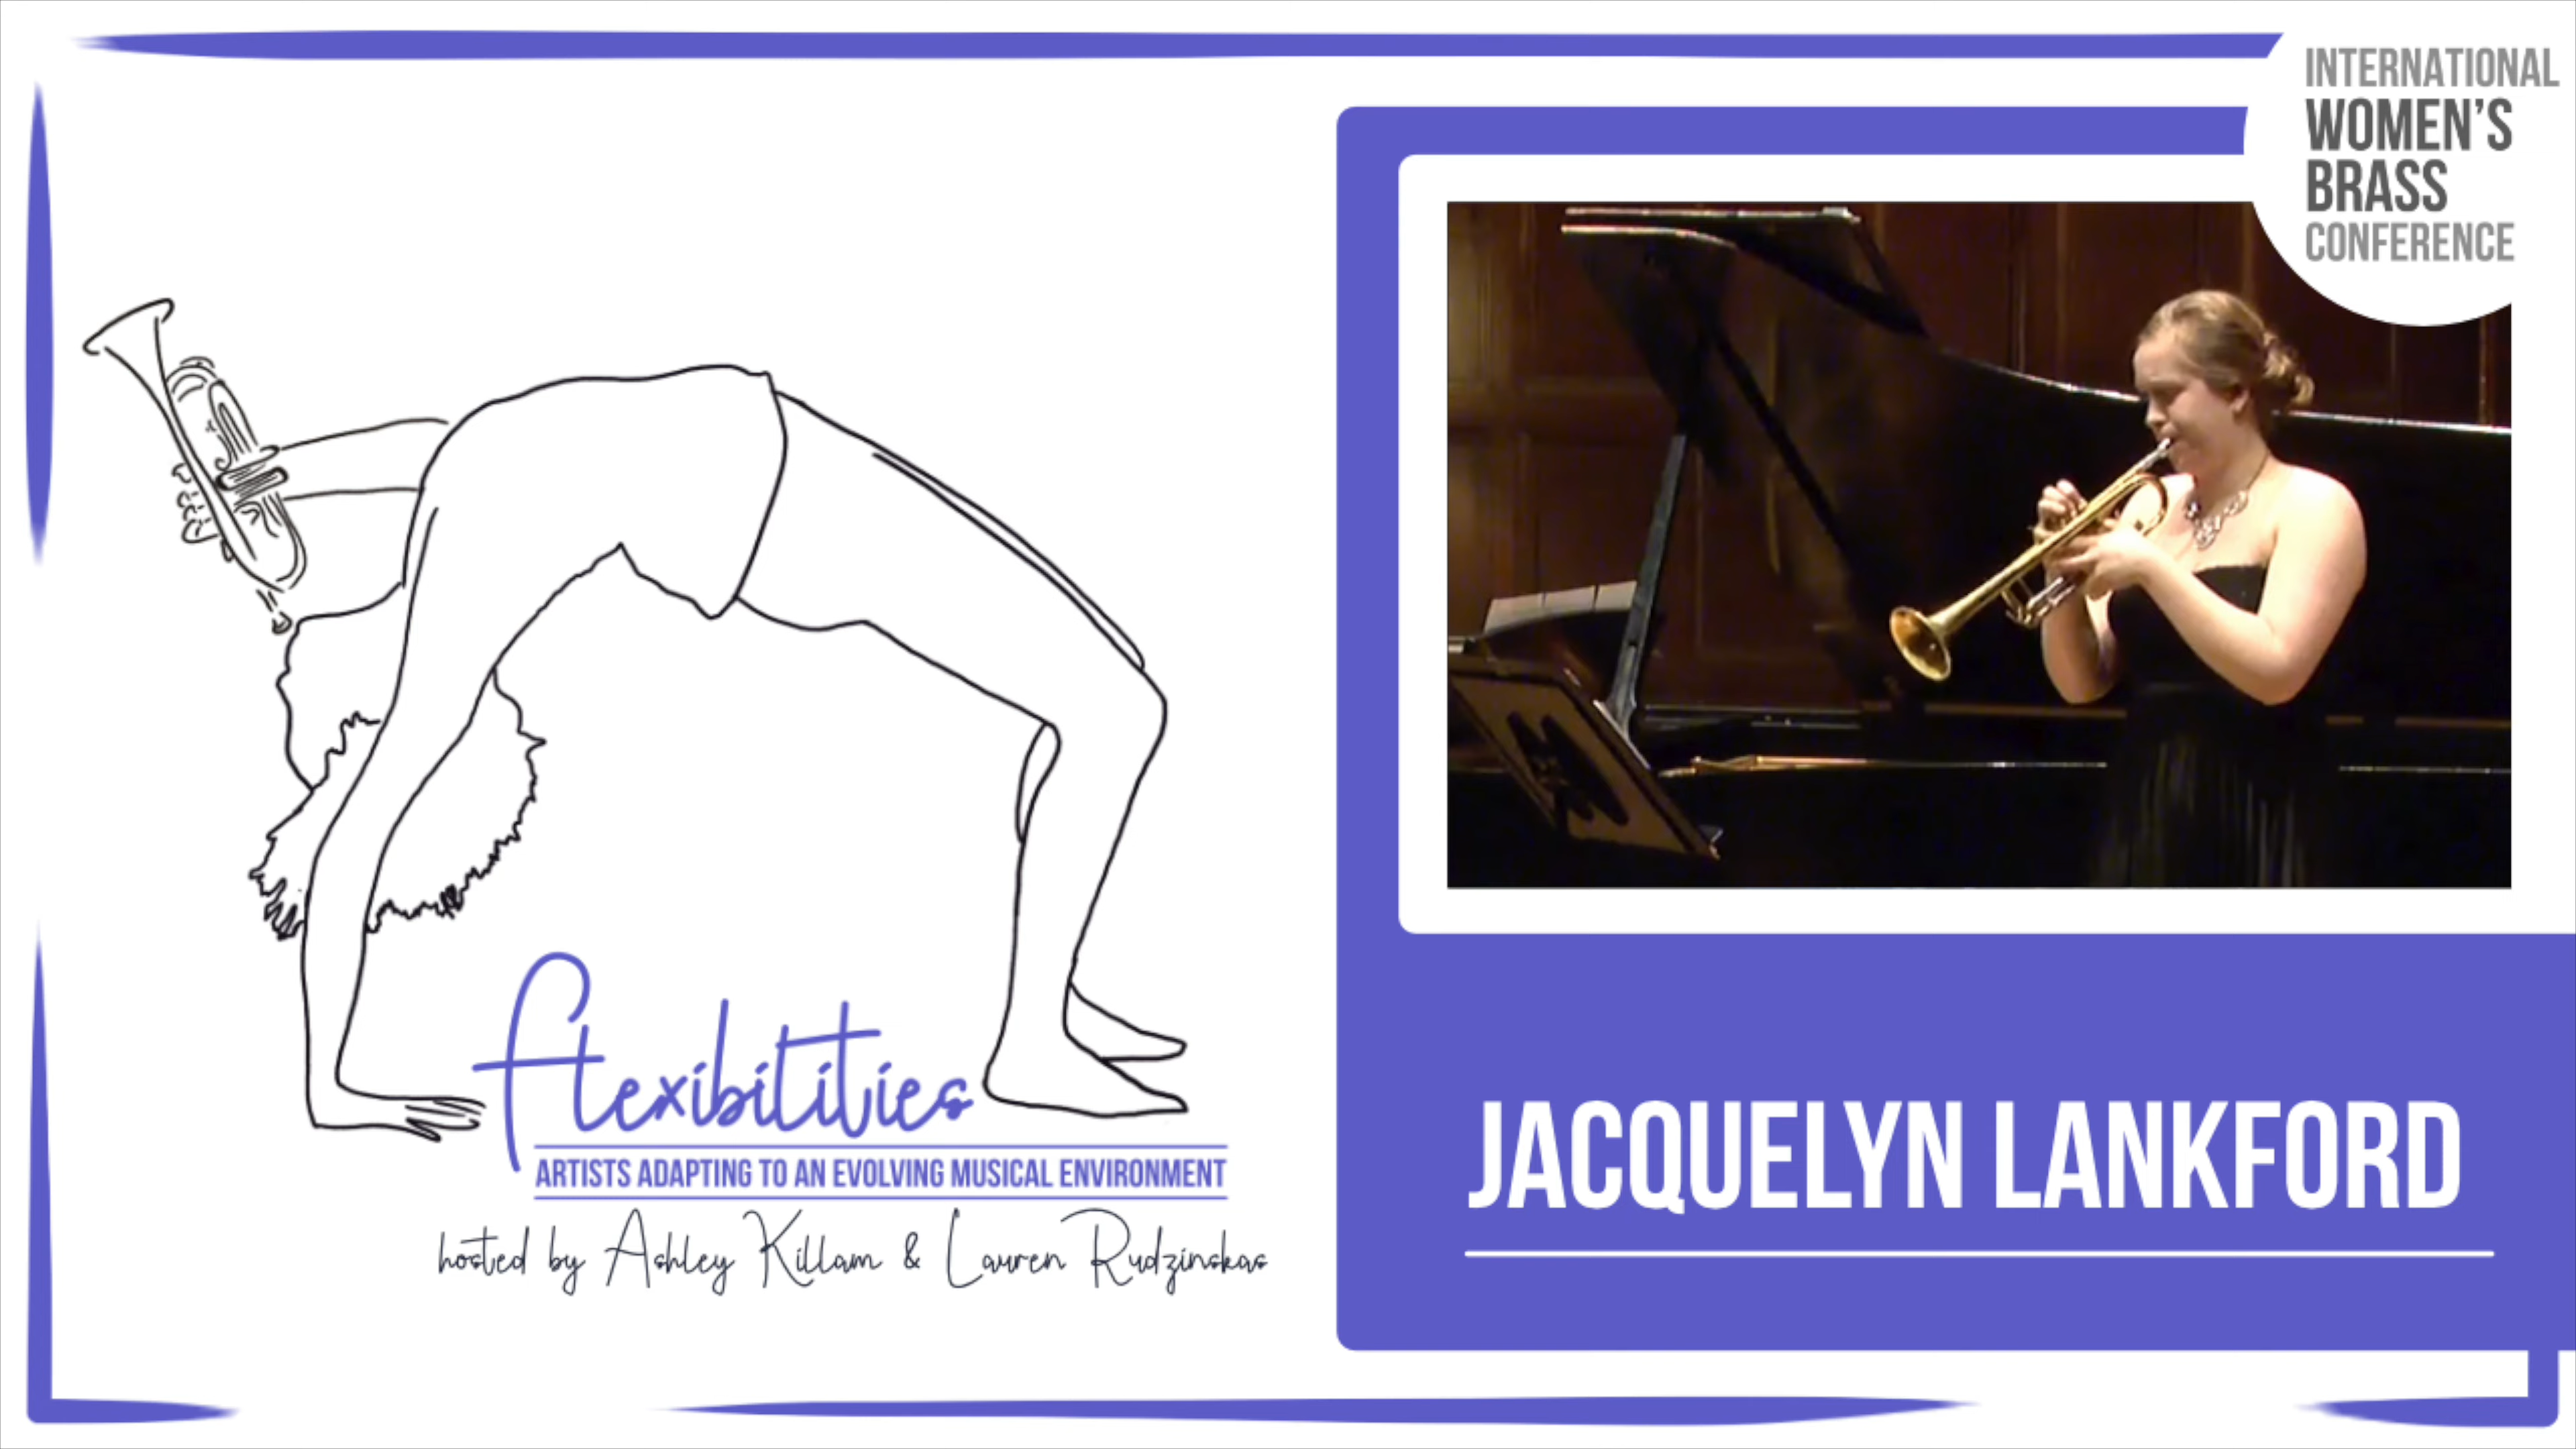 INTERNATIONAL
WOMEN'S
BRASS
CONFERENCE
flexibilities
ARTISTS ADAPTING TO AN EVOLVING MUSICAL ENVIRONMENT
hosted by Ashley Killam & Lauren Rudzinskas
JACQUELYN LANKFORD